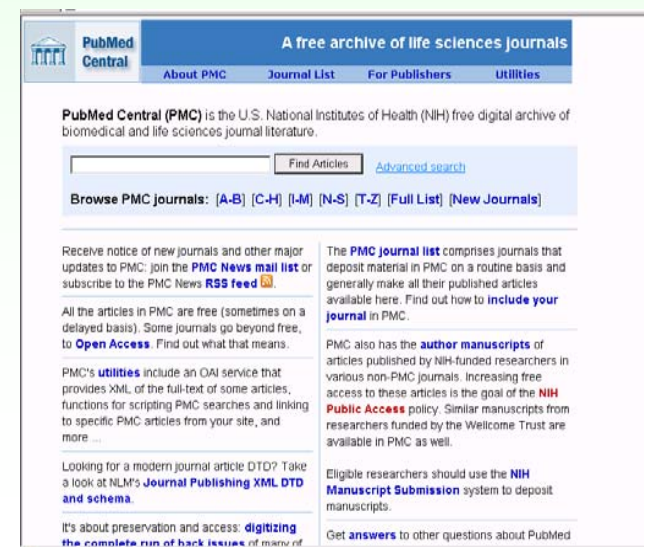 PubMed
Central
A free archive of life sciences journals
About PMC Journal List For Publishers Utilities
PubMed Central (PMC) is the U.S. National Institutes of Health (NIH) free digital archive of
biomedical and life sciences journal literature.
Find Articles Advanced search
Browse PMC journals: [A-B] [C-H] [I-M] [N-S] [T-Z] [Full List] [New Journals]
Receive notice of new journals and other major
updates to PMC: join the PMC News mail list or
subscribe to the PMC News RSS feed.
All the articles in PMC are free (sometimes on a
delayed basis). Some journals go beyond free,
to Open Access. Find out what that means.
PMC's utilities include an OAI service that
provides XML of the full-text of some articles,
functions for scripting PMC searches and linking
to specific PMC articles from your site, and
more ...
Looking for a modern journal article DTD? Take
a look at NLM's Journal Publishing XML DTD
and schema.
It's about preservation and access: digitizing
the complete run of back issues of many of
The PMC journal list comprises journals that
deposit material in PMC on a routine basis and
generally make all their published articles
available here. Find out how to include your
journal in PMC.
PMC also has the author manuscripts of
articles published by NIH-funded researchers in
various non-PMC journals. Increasing free
access to these articles is the goal of the NIH
Public Access policy. Similar manuscripts from
researchers funded by the Wellcome Trust are
available in PMC as well.
Eligible researchers should use the NIH
Manuscript Submission system to deposit
manuscripts.
Get answers to other questions about PubMed